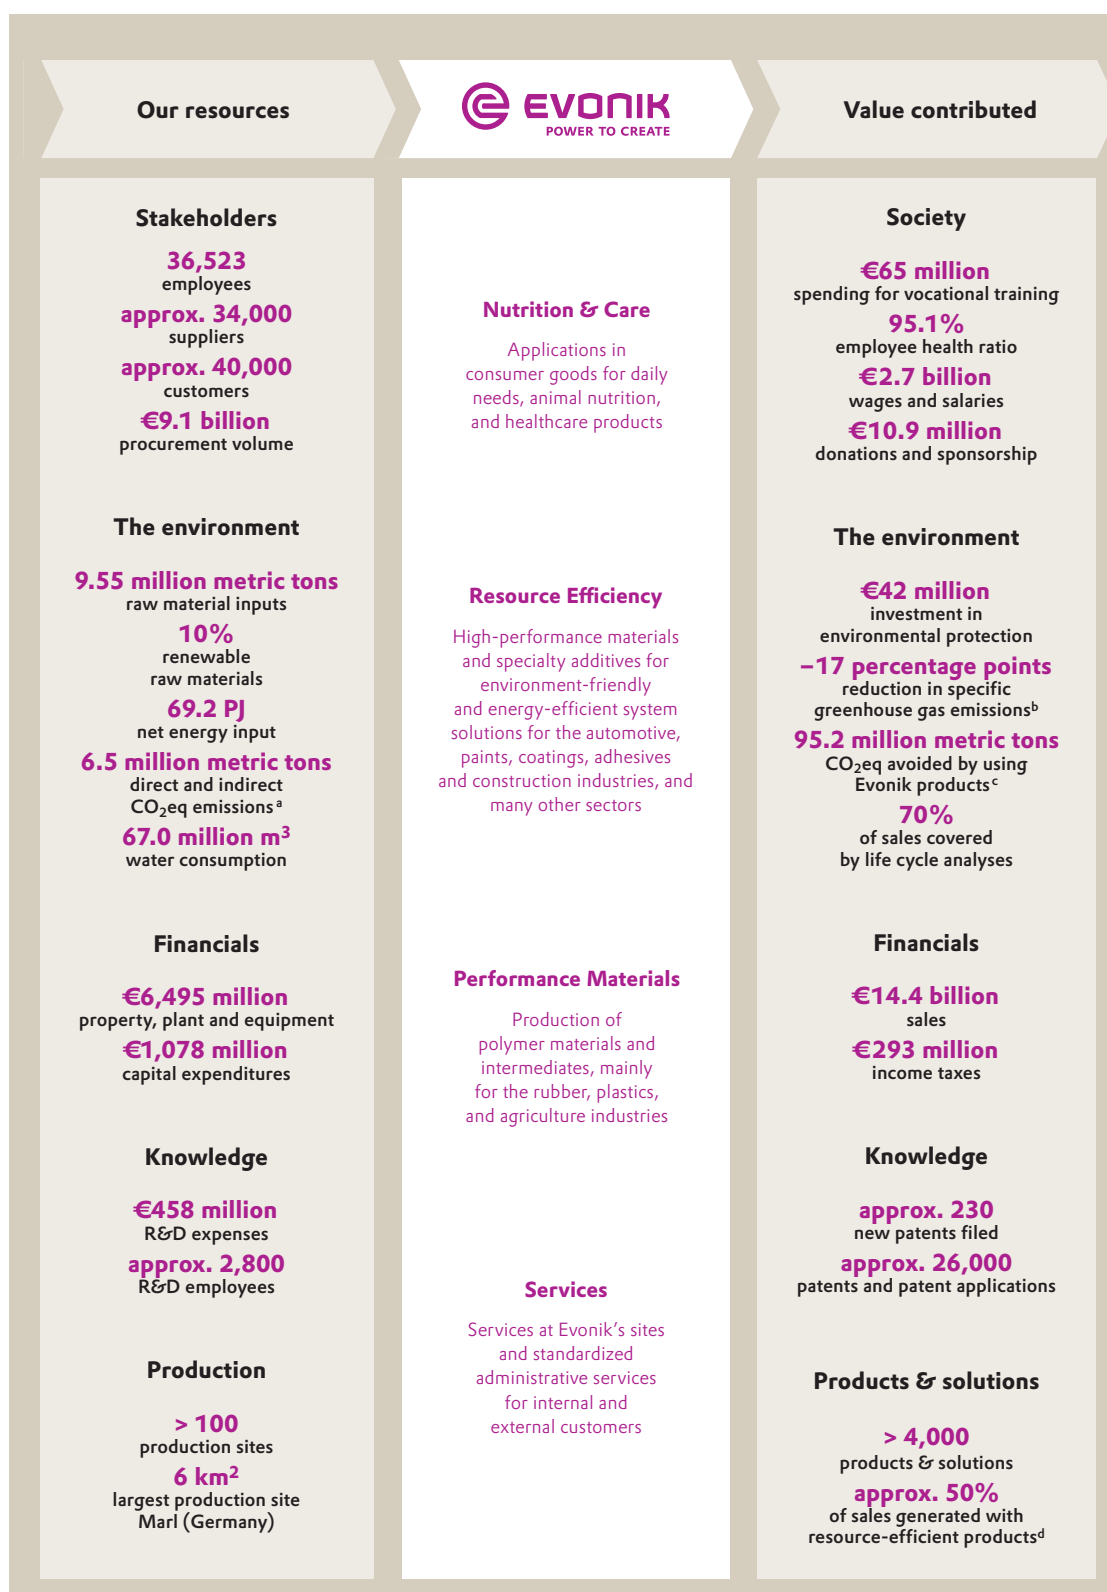 Our resources
EVONIK
POWER TO CREATE
Value contributed
Stakeholders
36,523
employees
approx. 34,000
suppliers
approx. 40,000
customers
€9.1 billion
procurement volume
The environment
9.55 million metric tons
raw material inputs
10%
renewable
raw materials
69.2 PJ
net energy input
6.5 million metric tons
direct and indirect
CO₂eq emissions ᵃ
67.0 million m³
water consumption
Financials
€6,495 million
property, plant and equipment
€1,078 million
capital expenditures
Knowledge
€458 million
R&D expenses
approx. 2,800
R&D employees
Production
> 100
production sites
6 km²
largest production site
Marl (Germany)
Nutrition & Care
Applications in
consumer goods for daily
needs, animal nutrition,
and healthcare products
Resource Efficiency
High-performance materials
and specialty additives for
environment-friendly
and energy-efficient system
solutions for the automotive,
paints, coatings, adhesives
and construction industries, and
many other sectors
Performance Materials
Production of
polymer materials and
intermediates, mainly
for the rubber, plastics,
and agriculture industries
Services
Services at Evonik’s sites
and standardized
administrative services
for internal and
external customers
Society
€65 million
spending for vocational training
95.1%
employee health ratio
€2.7 billion
wages and salaries
€10.9 million
donations and sponsorship
The environment
€42 million
investment in
environmental protection
–17 percentage points
reduction in specific
greenhouse gas emissionsᵇ
95.2 million metric tons
CO₂eq avoided by using
Evonik products ᶜ
70%
of sales covered
by life cycle analyses
Financials
€14.4 billion
sales
€293 million
income taxes
Knowledge
approx. 230
new patents filed
approx. 26,000
patents and patent applications
Products & solutions
> 4,000
products & solutions
approx. 50%
of sales generated with
resource-efficient productsᵈ